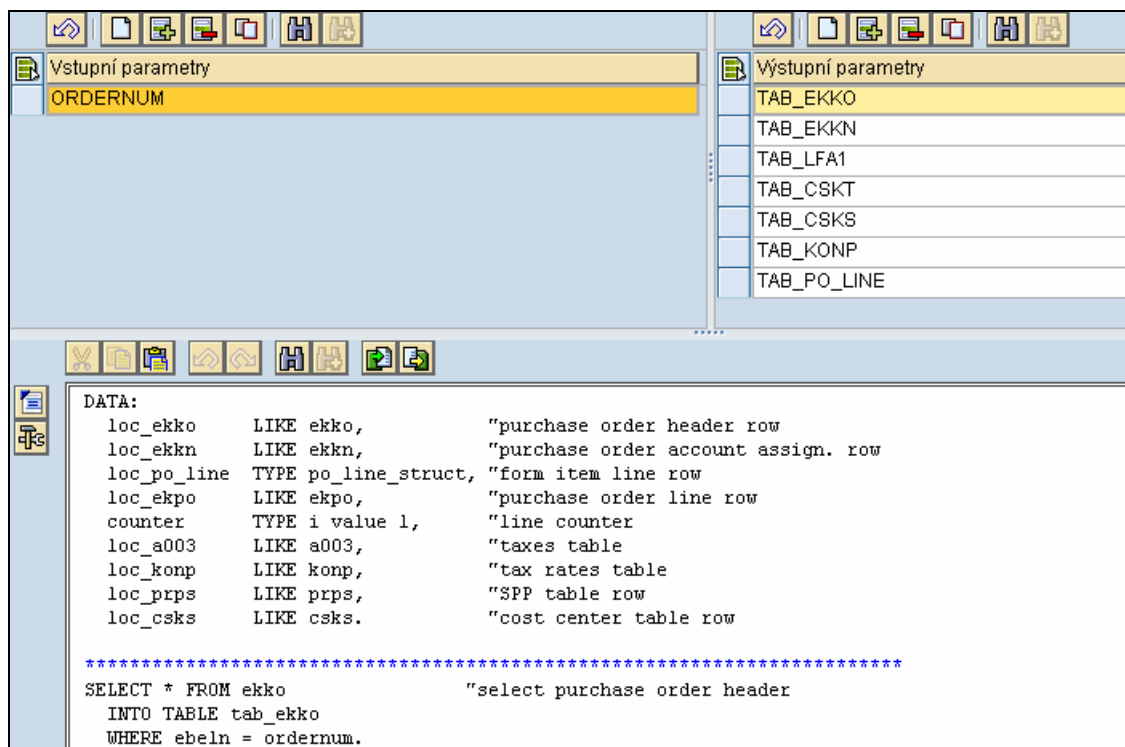 Vstupní parametry
ORDERNUM
Výstupní parametry
TAB_EKKO
TAB_EKKN
TAB_LFA1
TAB_CSKT
TAB_CSKS
TAB_KONP
TAB_PO_LINE
DATA:
loc_ekko LIKE ekko, "purchase order header row
loc_ekkn LIKE ekkn, "purchase order account assign. row
loc_po_line TYPE po_line_struct, "form item line row
loc_ekpo LIKE ekpo, "purchase order line row
counter TYPE i value 1, "line counter
loc_a003 LIKE a003, "taxes table
loc_konp LIKE konp, "tax rates table
loc_prps LIKE prps, "SPP table row
loc_csks LIKE csks. "cost center table row
*************************************************************************
SELECT * FROM ekko "select purchase order header
INTO TABLE tab_ekko
WHERE ebeln = ordernum.